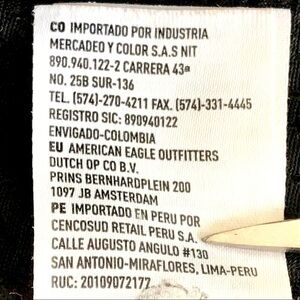 CO IMPORTADO POR INDUSTRIA
MERCADEO Y COLOR S.A.S NIT
890.940.122-2 CARRERA 43ª
NO. 25B SUR-136
TEL. (574)-270-4211 FAX. (574)-331-4445
REGISTRO SIC: 890940122
ENVIGADO-COLOMBIA
EU AMERICAN EAGLE OUTFITTERS
DUTCH OP CO B.V.
PRINS BERNHARDPLEIN 200
1097 JB AMSTERDAM
PE IMPORTADO EN PERU POR
CENCOSUD RETAIL PERU S.A.
CALLE AUGUSTO ANGULO #130
SAN ANTONIO-MIRAFLORES, LIMA-PERU
RUC: 20109072177